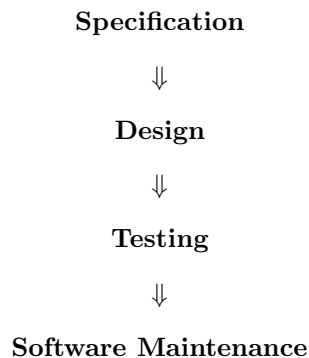 Specification
⇓
Design
⇓
Testing
⇓
Software Maintenance